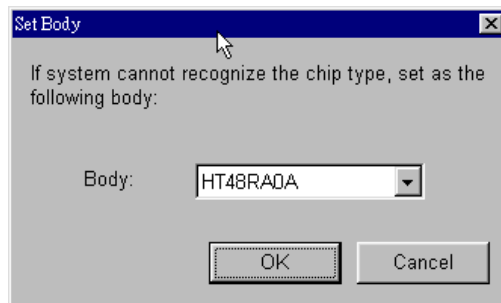 Set Body
If system cannot recognize the chip type, set as the
following body:
Body: HT48RA0A
OK Cancel